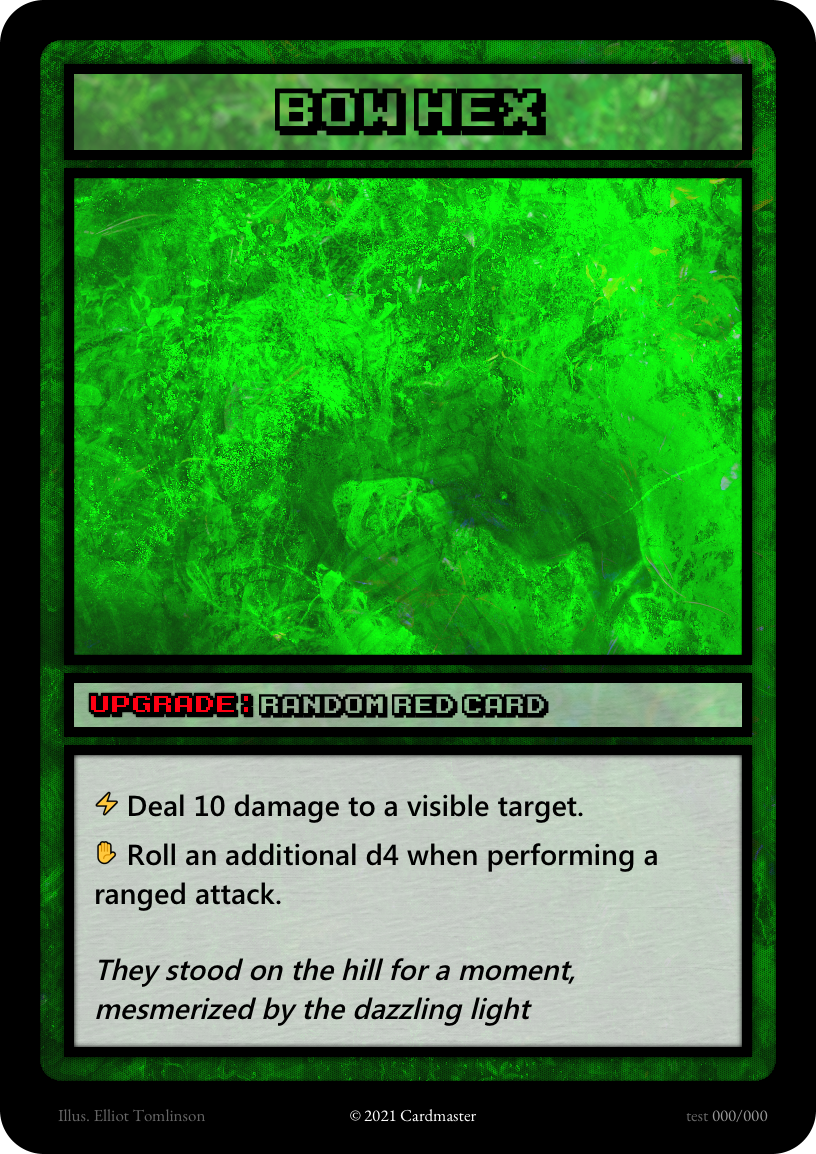 BOW HEX
UPGRADE: RANDOM RED CARD
⚡ Deal 10 damage to a visible target.
✋ Roll an additional d4 when performing a
ranged attack.
They stood on the hill for a moment,
mesmerized by the dazzling light
Illus. Elliot Tomlinson
© 2021 Cardmaster
test 000/000